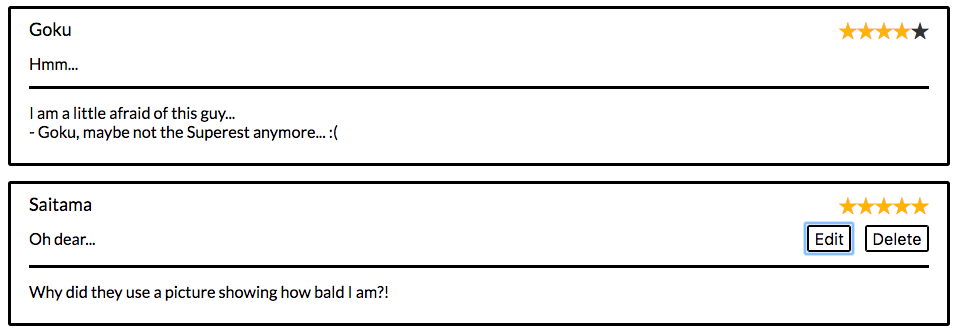 Goku
Hmm...
I am a little afraid of this guy...
- Goku, maybe not the Superest anymore... :(
Saitama
Oh dear...
Edit Delete
Why did they use a picture showing how bald I am?!